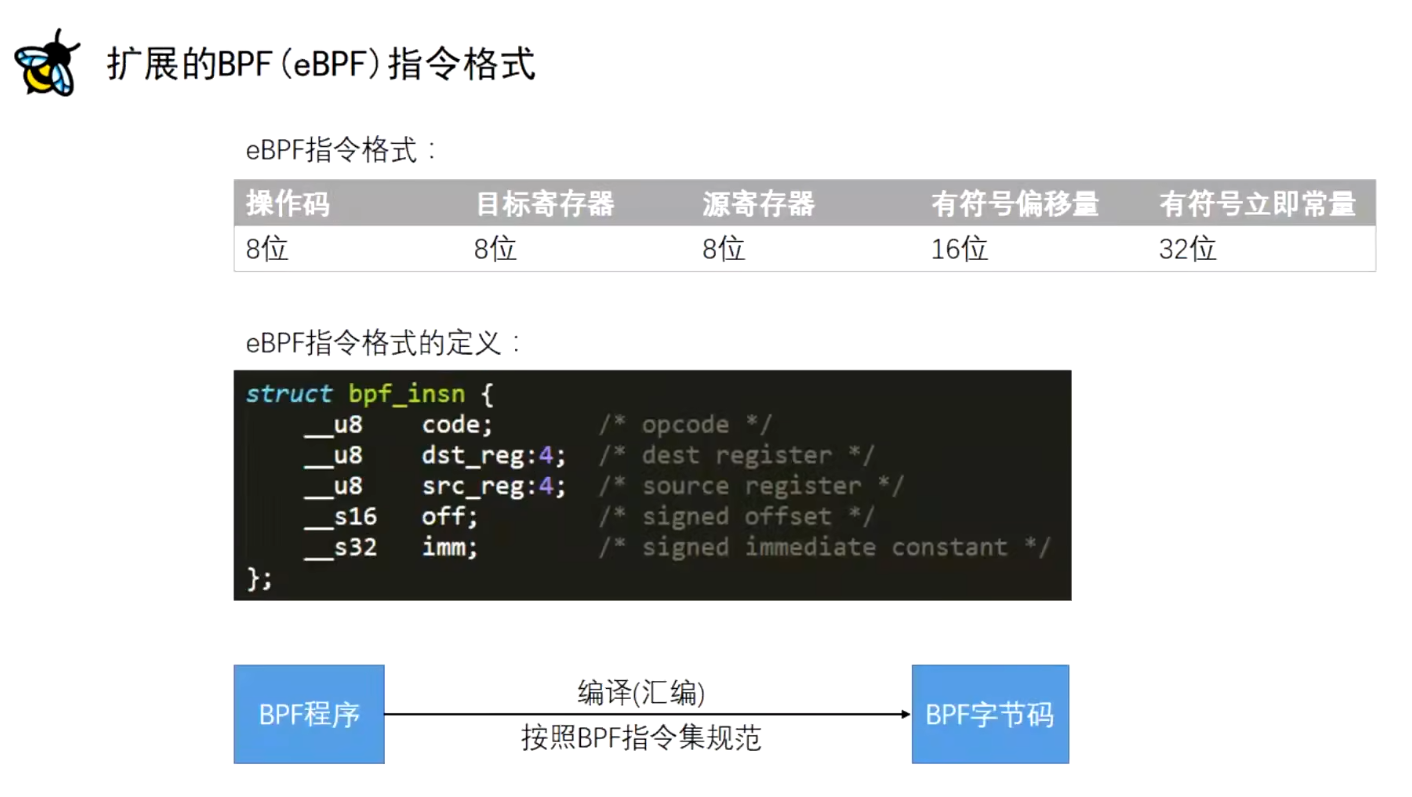 扩展的BPF(eBPF)指令格式
eBPF指令格式：
操作码 目标寄存器 源寄存器 有符号偏移量 有符号立即常量
8位 8位 8位 16位 32位
eBPF指令格式的定义：
struct bpf_insn {
    __u8    code;       /* opcode */
    __u8    dst_reg:4;  /* dest register */
    __u8    src_reg:4;  /* source register */
    __s16   off;        /* signed offset */
    __s32   imm;        /* signed immediate constant */
};
BPF程序
编译(汇编)
按照BPF指令集规范
BPF字节码